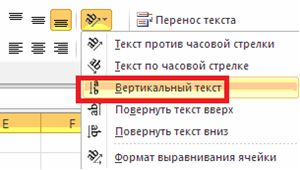 Перенос текста
Текст против часовой стрелки
Текст по часовой стрелке
Вертикальный текст
Повернуть текст вверх
Повернуть текст вниз
Формат выравнивания ячейки
E F